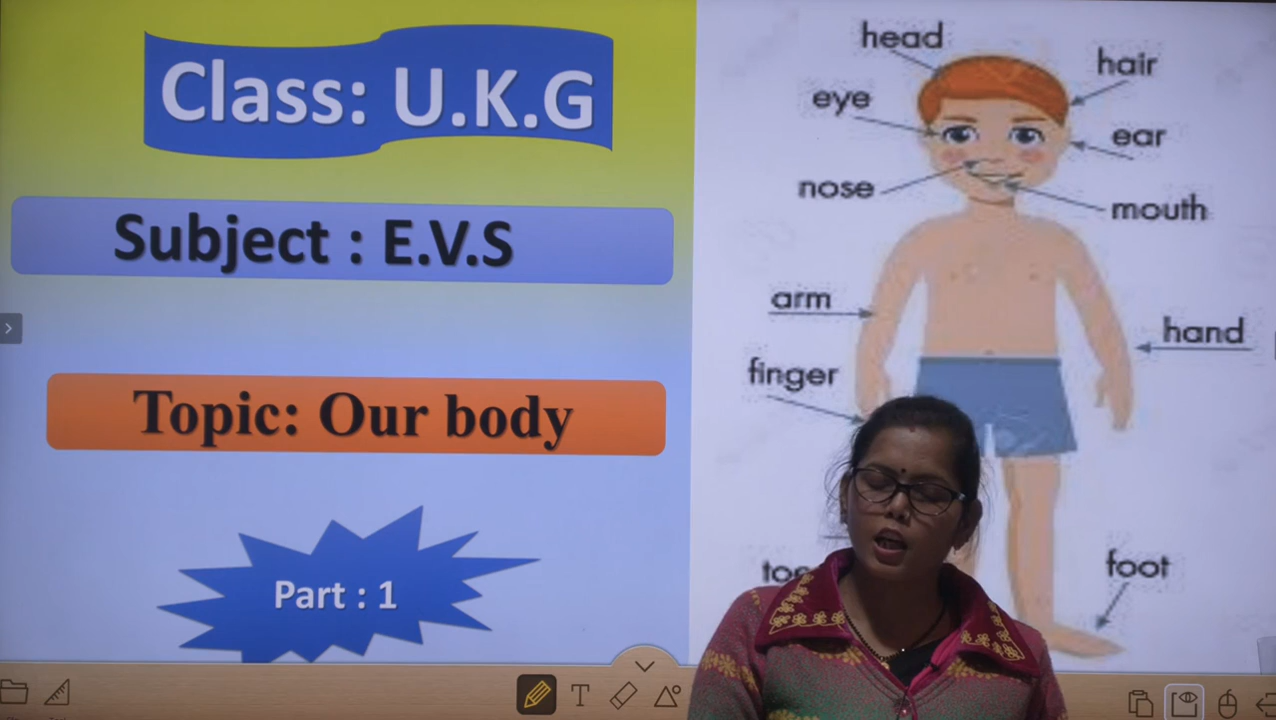 Class: U.K.G
Subject : E.V.S
Topic: Our body
Part : 1
head
hair
eye
ear
nose
mouth
arm
hand
finger
foot
T